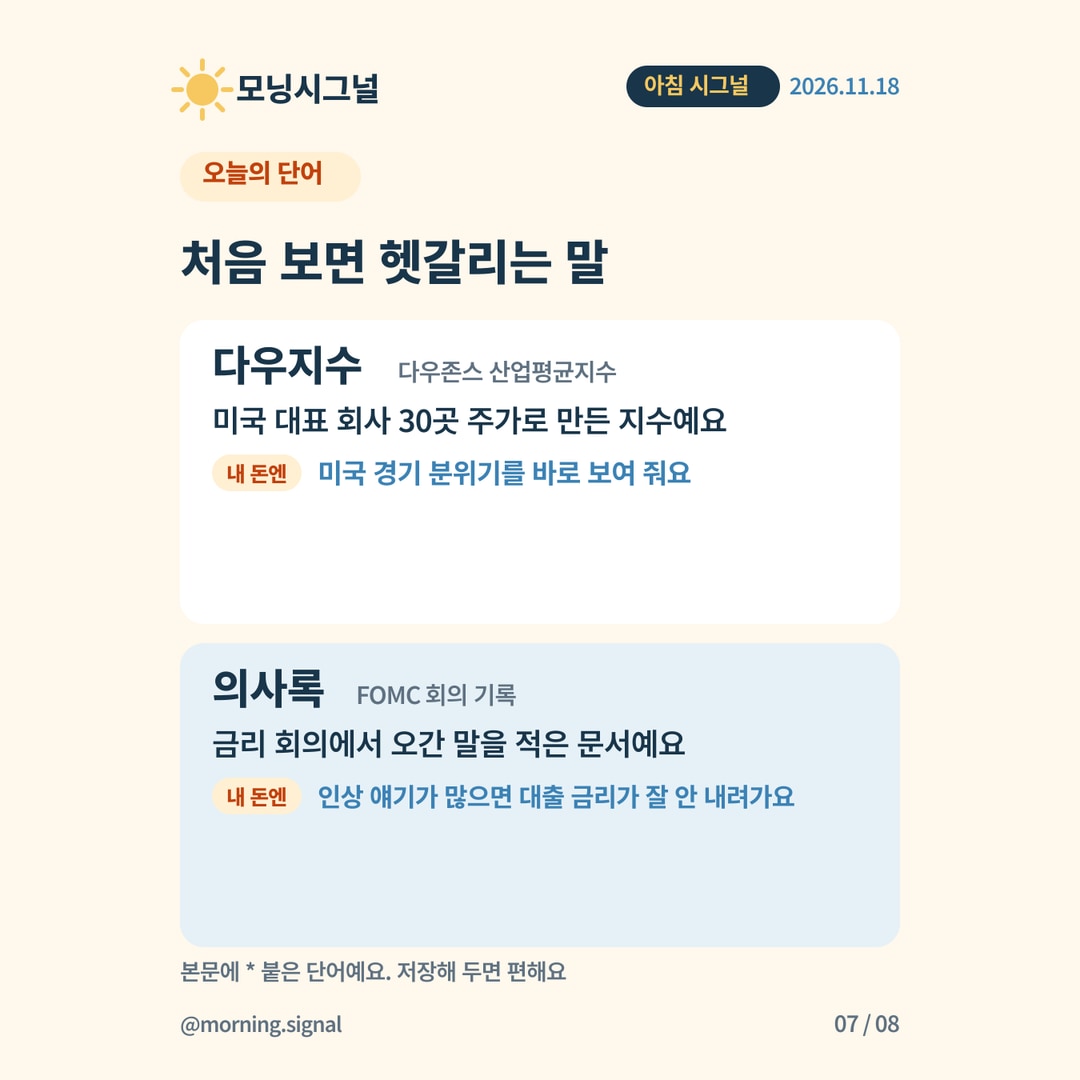 모닝시그널
아침 시그널 2026.11.18
오늘의 단어
처음 보면 헷갈리는 말
다우지수 다우존스 산업평균지수
미국 대표 회사 30곳 주가로 만든 지수예요
내 돈엔 미국 경기 분위기를 바로 보여 줘요
의사록 FOMC 회의 기록
금리 회의에서 오간 말을 적은 문서예요
내 돈엔 인상 얘기가 많으면 대출 금리가 잘 안 내려가요
본문에 * 붙은 단어예요. 저장해 두면 편해요
@morning.signal 07 / 08